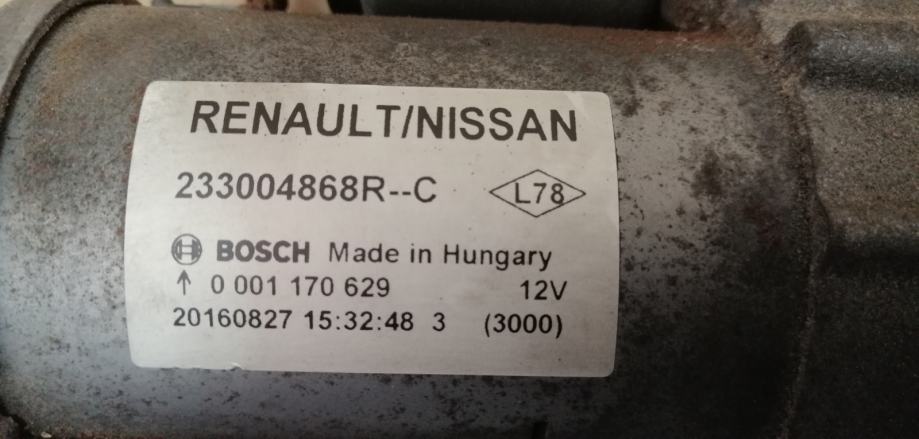 RENAULT/NISSAN
233004868R--C L78
BOSCH Made in Hungary
↑ 0 001 170 629 12V
20160827 15:32:48 3 (3000)